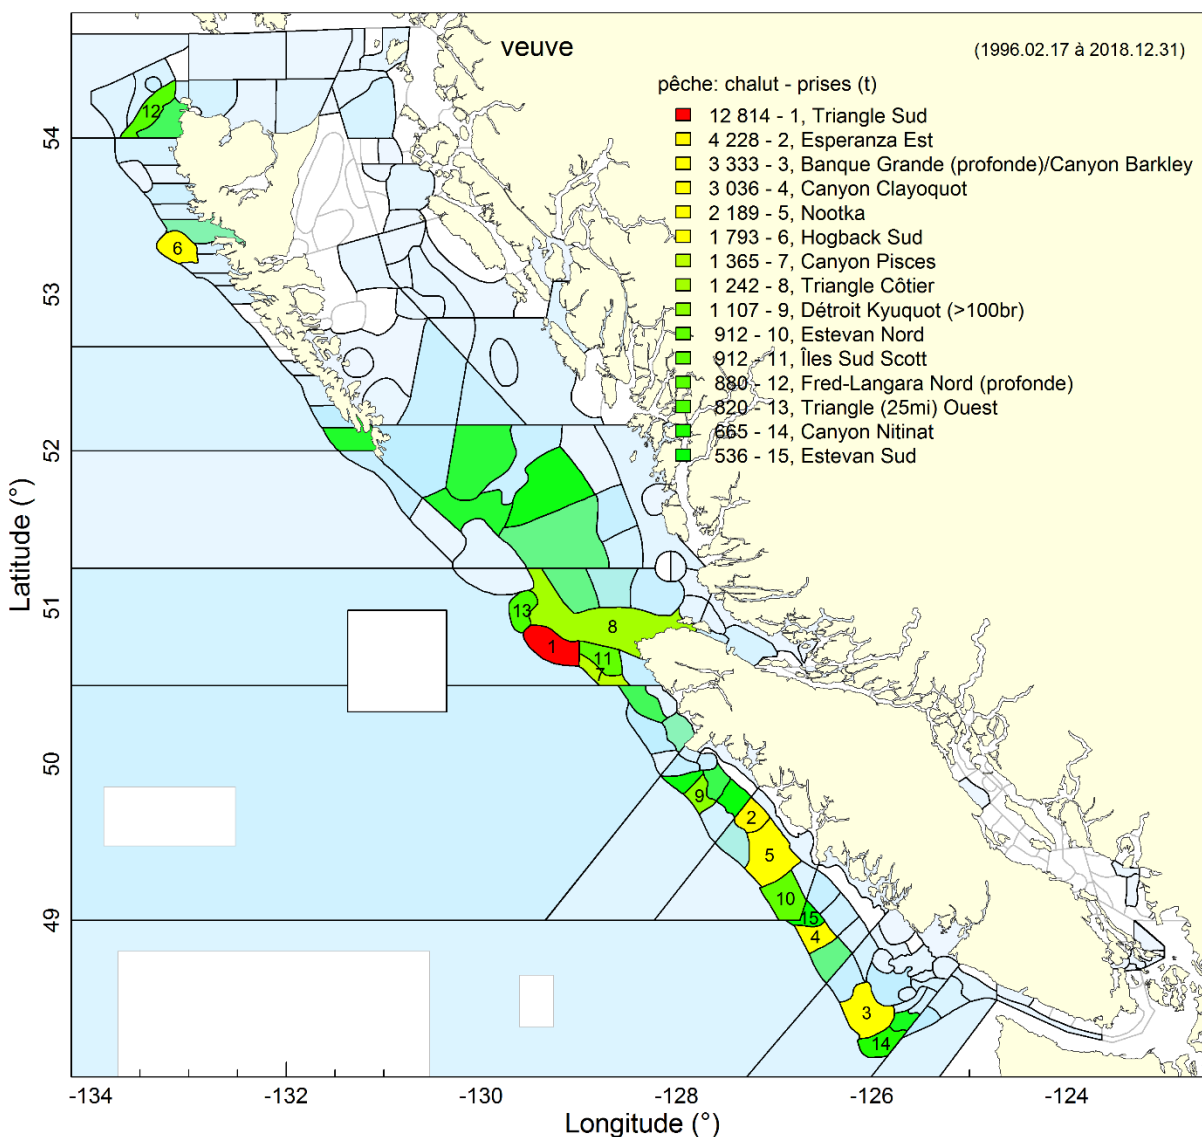 veuve
(1996.02.17 à 2018.12.31)
pêche: chalut - prises (t)
12 814 - 1, Triangle Sud
4 228 - 2, Esperanza Est
3 333 - 3, Banque Grande (profonde)/Canyon Barkley
3 036 - 4, Canyon Clayoquot
2 189 - 5, Nootka
1 793 - 6, Hogback Sud
1 365 - 7, Canyon Pisces
1 242 - 8, Triangle Côtier
1 107 - 9, Détroit Kyuquot (>100br)
912 - 10, Estevan Nord
912 - 11, Îles Sud Scott
880 - 12, Fred-Langara Nord (profonde)
820 - 13, Triangle (25mi) Ouest
665 - 14, Canyon Nitinat
536 - 15, Estevan Sud
12
6
13
8
1
11
7
9
2
5
10
15
4
3
14
54
53
52
51
50
49
Latitude (°)
-134
-132
-130
-128
-126
-124
Longitude (°)